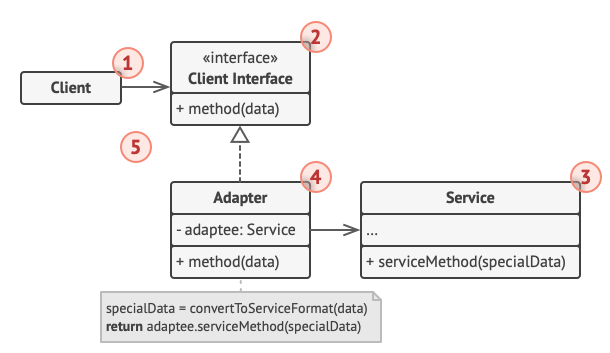 1
2
«interface»
Client Interface
Client
+ method(data)
5
4
3
Adapter
Service
- adaptee: Service
...
+ method(data)
+ serviceMethod(specialData)
specialData = convertToServiceFormat(data)
return adaptee.serviceMethod(specialData)